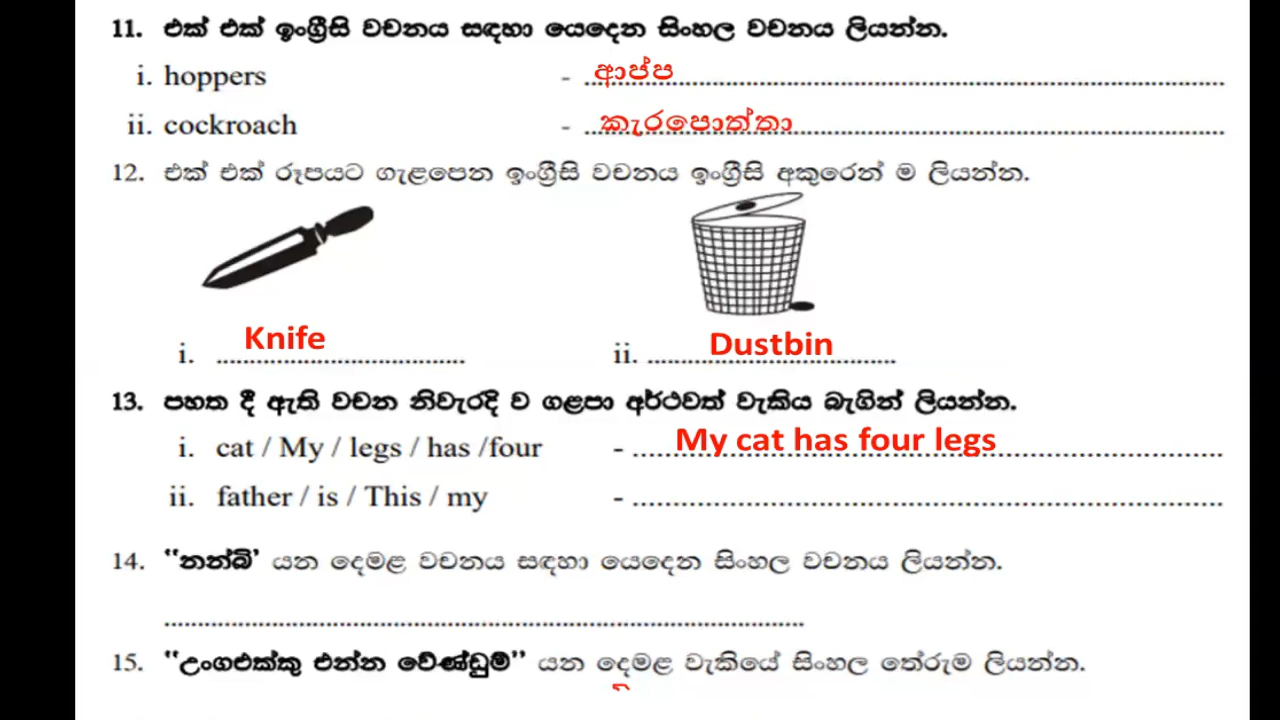 11. එක් එක් ඉංග්‍රීසි වචනය සඳහා යෙදෙන සිංහල වචනය ලියන්න.
i. hoppers - ආප්ප
ii. cockroach - කැරපොත්තා
12. එක් එක් රූපයට ගැළපෙන ඉංග්‍රීසි වචනය ඉංග්‍රීසි අකුරෙන් ම ලියන්න.
i. Knife ii. Dustbin
13. පහත දී ඇති වචන නිවැරදි ව ගළපා අර්ථවත් වැකිය බැගින් ලියන්න.
i. cat / My / legs / has /four - My cat has four legs
ii. father / is / This / my - ........................
14. "නන්බි' යන දෙමළ වචනය සඳහා යෙදෙන සිංහල වචනය ලියන්න.
........................
15. "උංගළුක්කු එන්න වේණ්ඩුම්" යන දෙමළ වැකියේ සිංහල තේරුම ලියන්න.